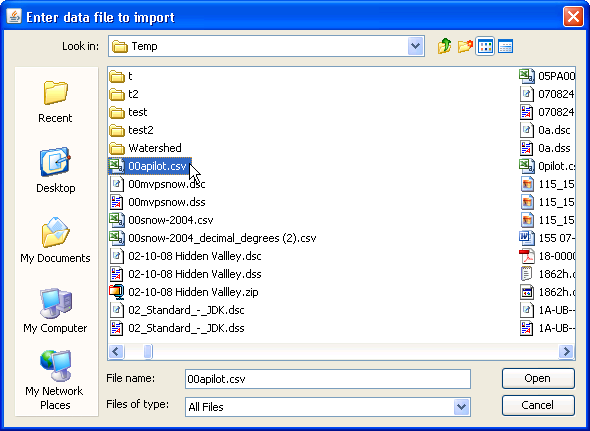 Enter data file to import
Look in: Temp
Recent
Desktop
My Documents
My Computer
My Network
Places
t
t2
test
test2
Watershed
00apilot.csv
00mvpsnow.dsc
00mvpsnow.dss
00snow-2004.csv
00snow-2004_decimal_degrees (2).csv
02-10-08 Hidden Vallley.dsc
02-10-08 Hidden Vallley.dss
02-10-08 Hidden Vallley.zip
02_Standard_-_JDK.dsc
02_Standard_-_JDK.dss
05PA00
070824
070824
0a.dsc
0a.dss
0pilot.cs
115_15
115_15
115_15
155 07-
18-0000
1862h.c
1862h.
1A-UB--
1A-UB--
File name: 00apilot.csv
Open
Files of type: All Files
Cancel